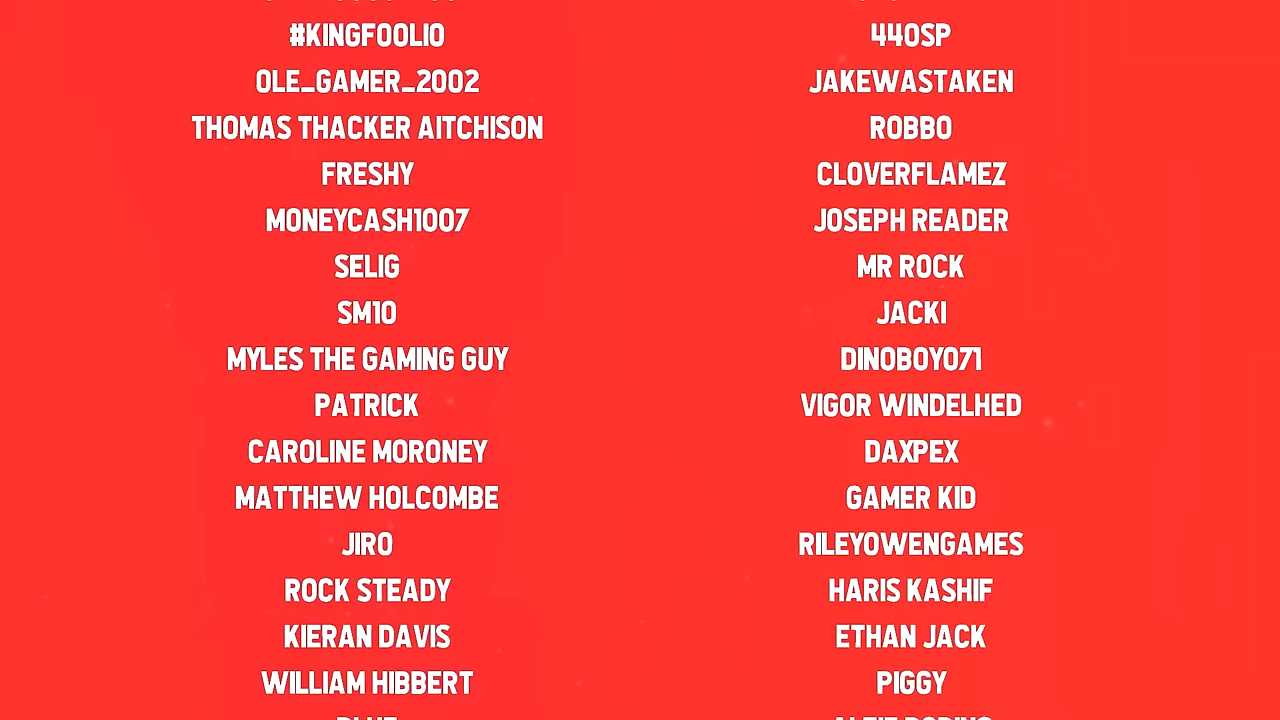 #KINGFOOLIO
440SP
OLE_GAMER_2002
JAKEWASTAKEN
THOMAS THACKER AITCHISON
ROBBO
FRESHY
CLOVERFLAMEZ
MONEYCASH1007
JOSEPH READER
SELIG
MR ROCK
SM10
JACKI
MYLES THE GAMING GUY
DINOBOY071
PATRICK
VIGOR WINDELHED
CAROLINE MORONEY
DAXPEX
MATTHEW HOLCOMBE
GAMER KID
JIRO
RILEYOWENGAMES
ROCK STEADY
HARIS KASHIF
KIERAN DAVIS
ETHAN JACK
WILLIAM HIBBERT
PIGGY